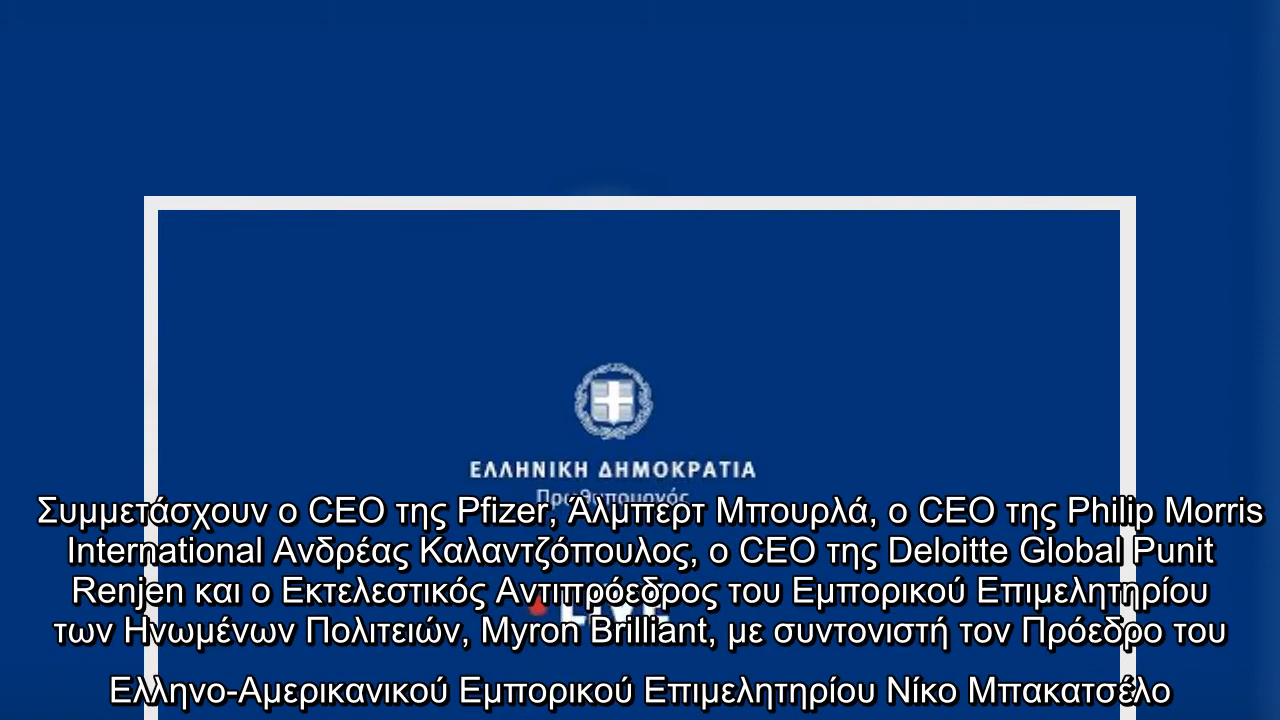 ΕΛΛΗΝΙΚΗ ΔΗΜΟΚΡΑΤΙΑ
Πρωθυπουργός
Συμμετάσχουν ο CEO της Pfizer, Άλμπερτ Μπουρλά, ο CEO της Philip Morris
International Ανδρέας Καλαντζόπουλος, ο CEO της Deloitte Global Punit
Renjen και ο Εκτελεστικός Αντιπρόεδρος του Εμπορικού Επιμελητηρίου
LIVE
των Ηνωμένων Πολιτειών, Myron Brilliant, με συντονιστή τον Πρόεδρο του
Ελληνο-Αμερικανικού Εμπορικού Επιμελητηρίου Νίκο Μπακατσέλο